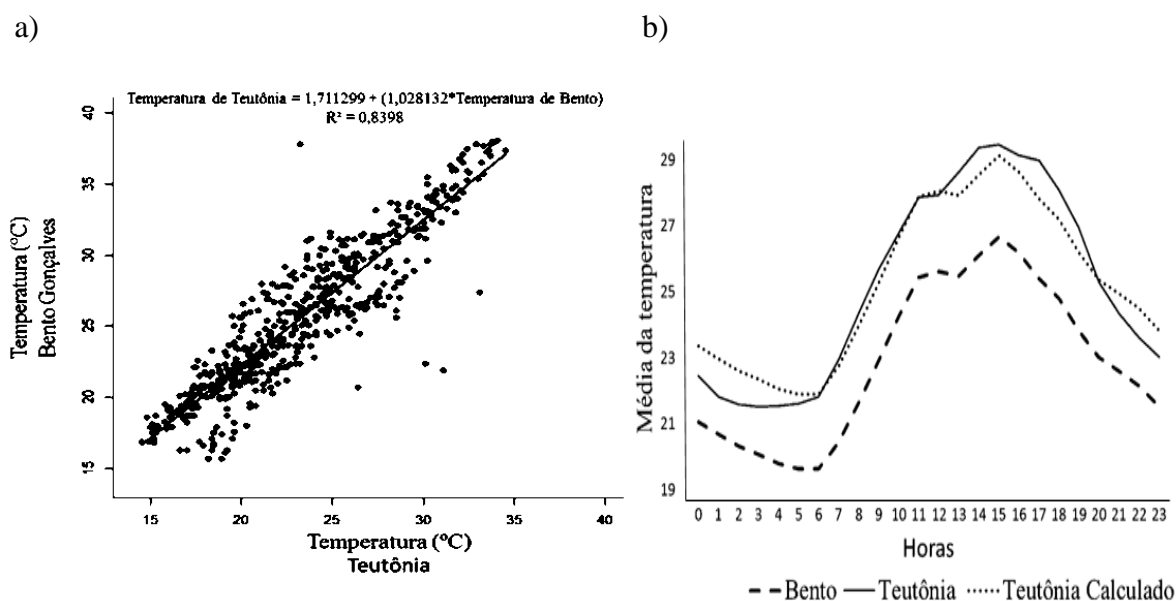 a)
Temperatura de Teutônia = 1,711299 + (1,028132*Temperatura de Bento)
R² = 0,8398
Temperatura (°C)
Bento Gonçalves
40
35
30
25
20
15
15 20 25 30 35 40
Temperatura (ºC)
Teutônia
b)
Média da temperatura
29
27
25
23
21
19
0 1 2 3 4 5 6 7 8 9 10 11 12 13 14 15 16 17 18 19 20 21 22 23
Horas
Bento Teutônia Teutônia Calculado